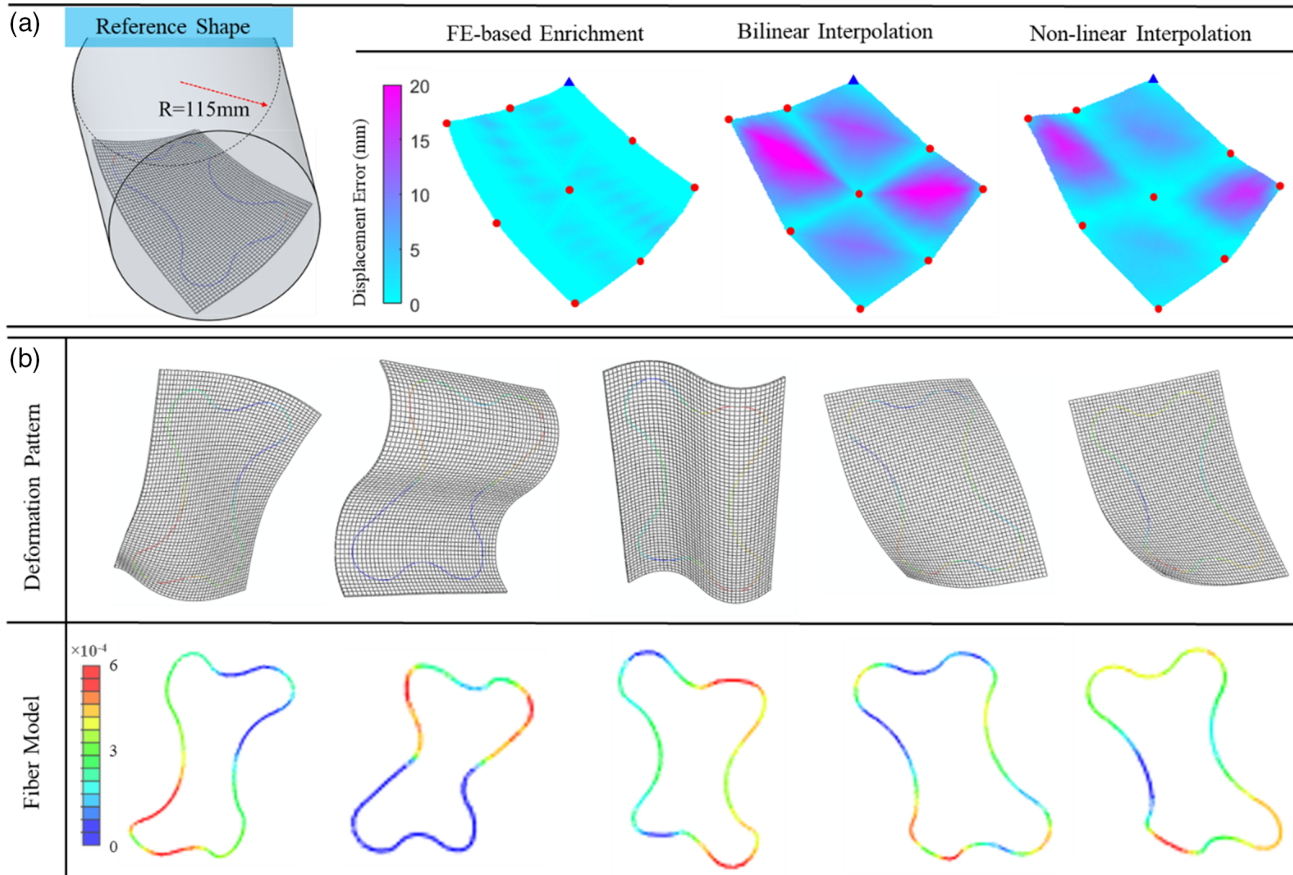 (a)
Reference Shape
R=115mm
FE-based Enrichment
Bilinear Interpolation
Non-linear Interpolation
Displacement Error (mm)
20
15
10
5
0
(b)
Deformation Pattern
Fiber Model
×10⁻⁴
6
3
0